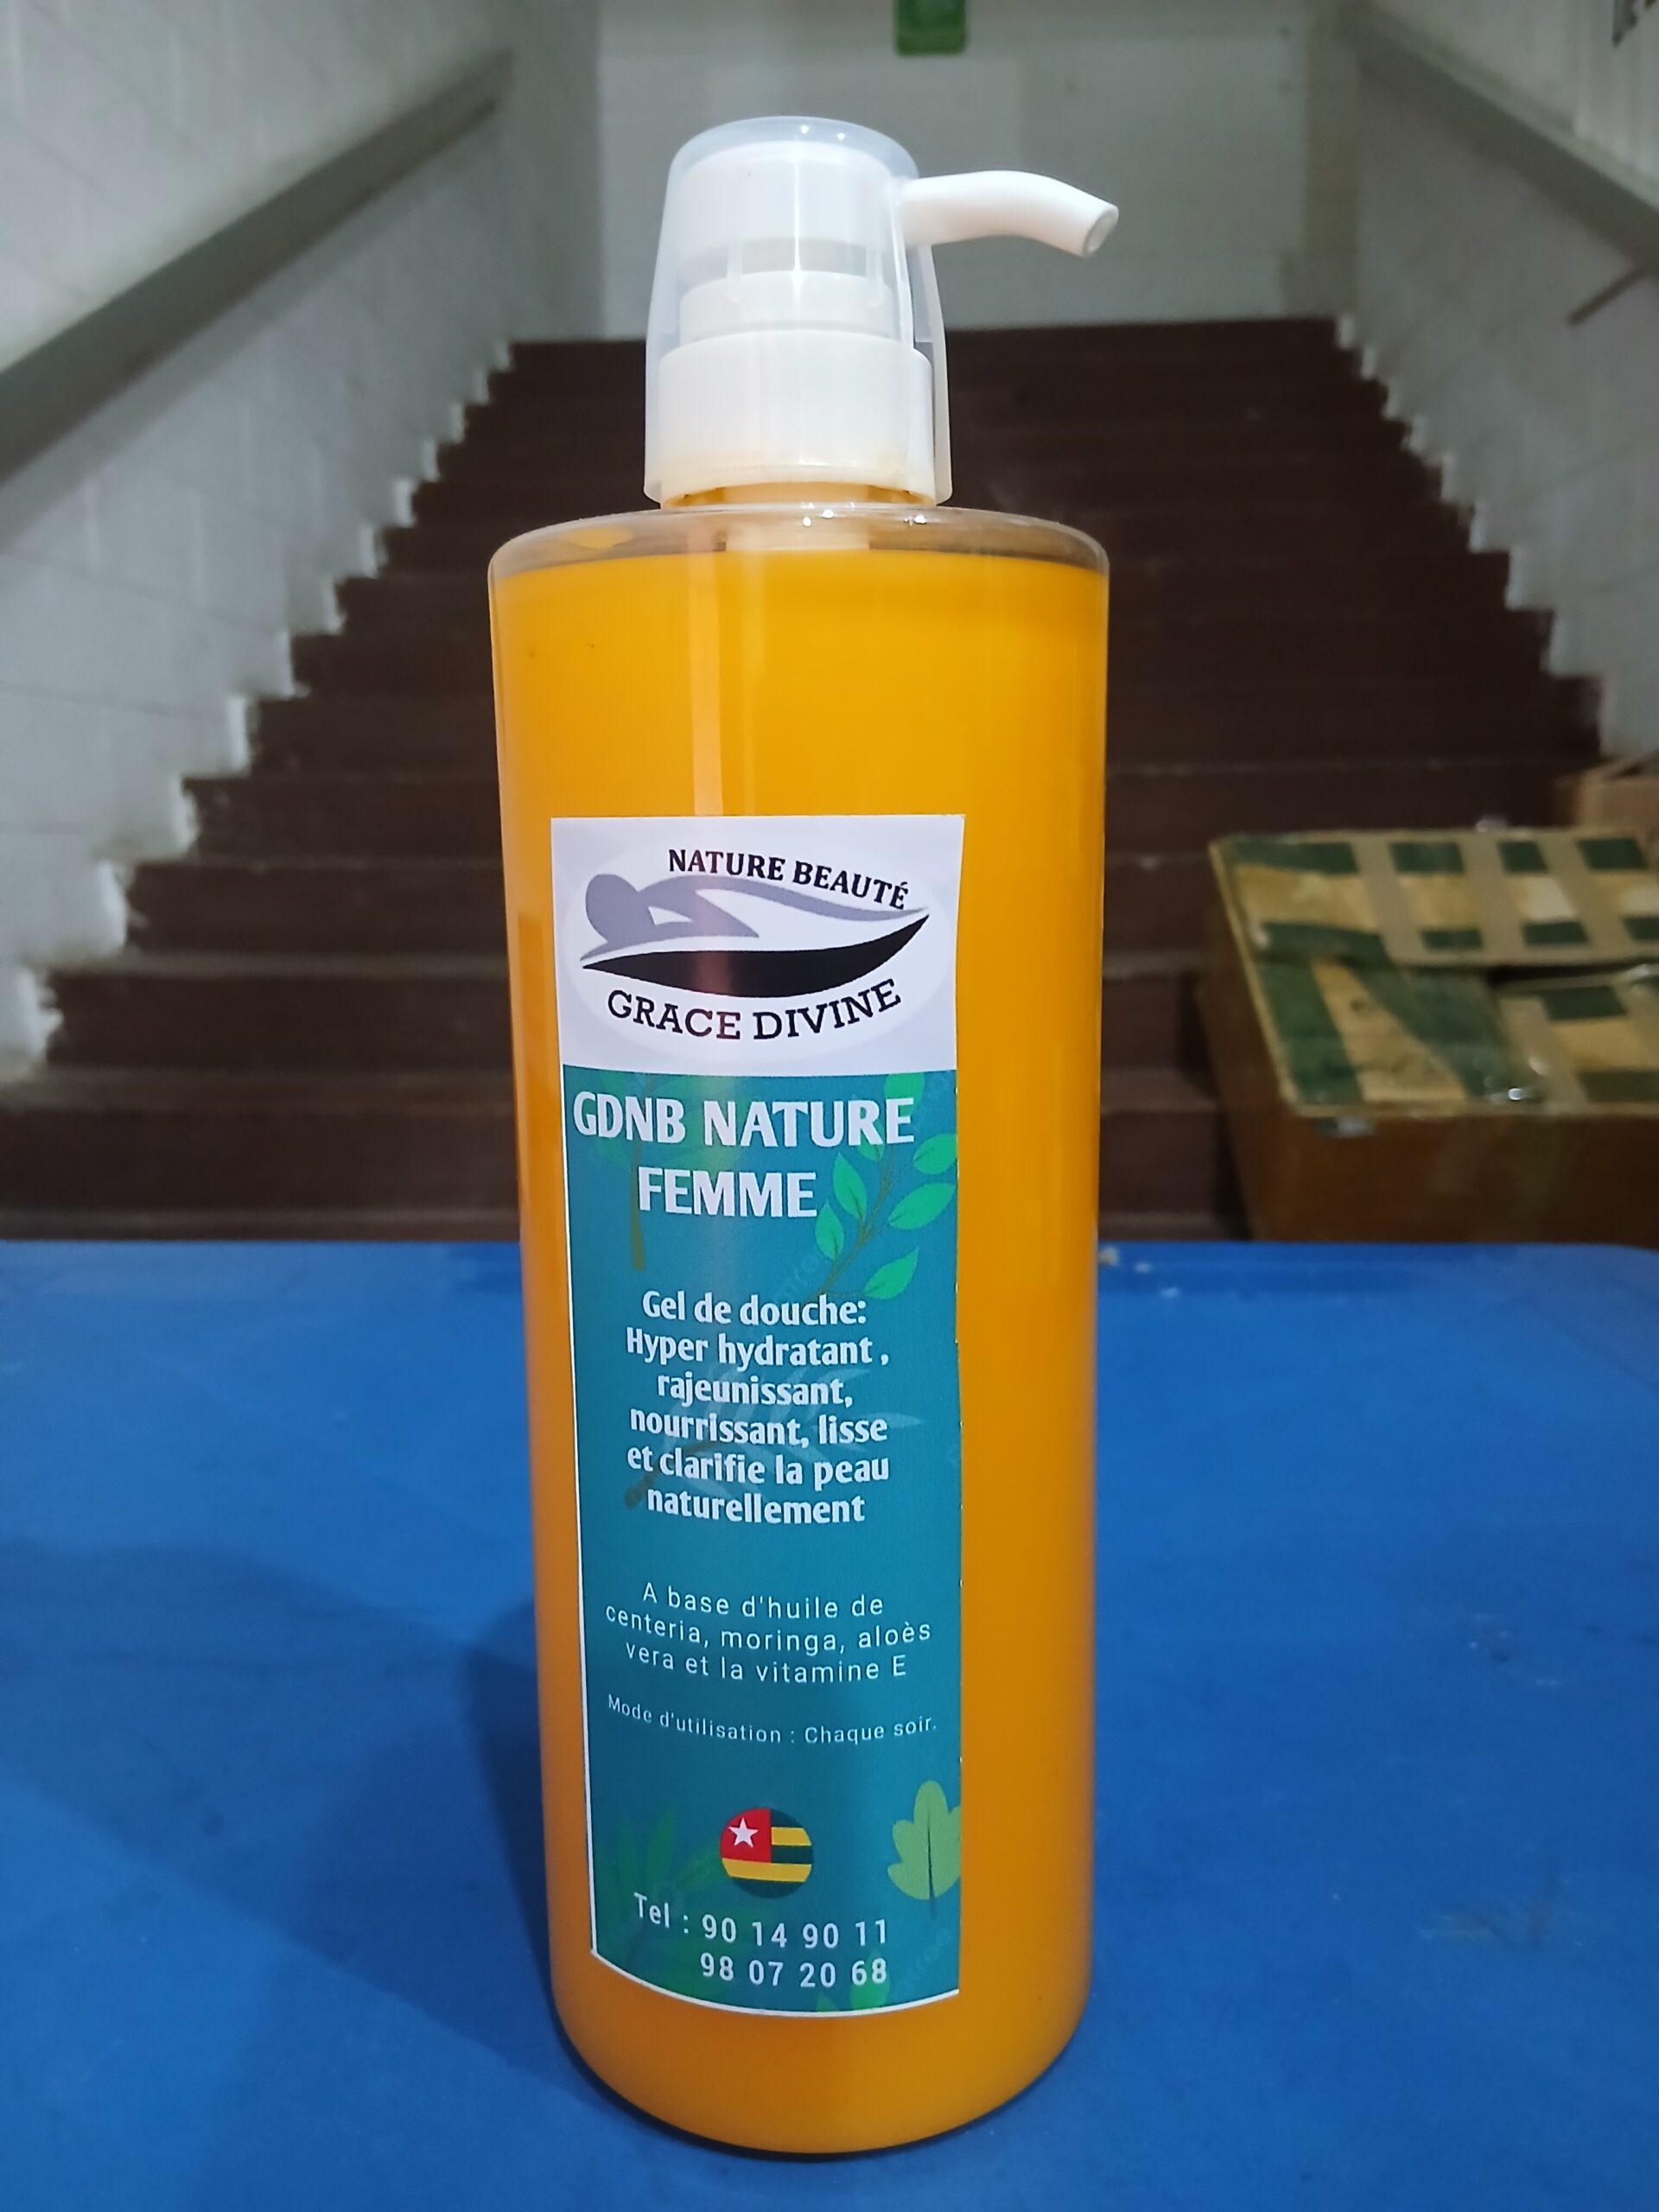 NATURE BEAUTÉ
GRACE DIVINE
GDNB NATURE
FEMME
Gel de douche:
Hyper hydratant ,
rajeunissant,
nourrissant, lisse
et clarifie la peau
naturellement
A base d'huile de
centeria, moringa, aloès
vera et la vitamine E
Mode d'utilisation : Chaque soir.
Tel : 90 14 90 11
98 07 20 68